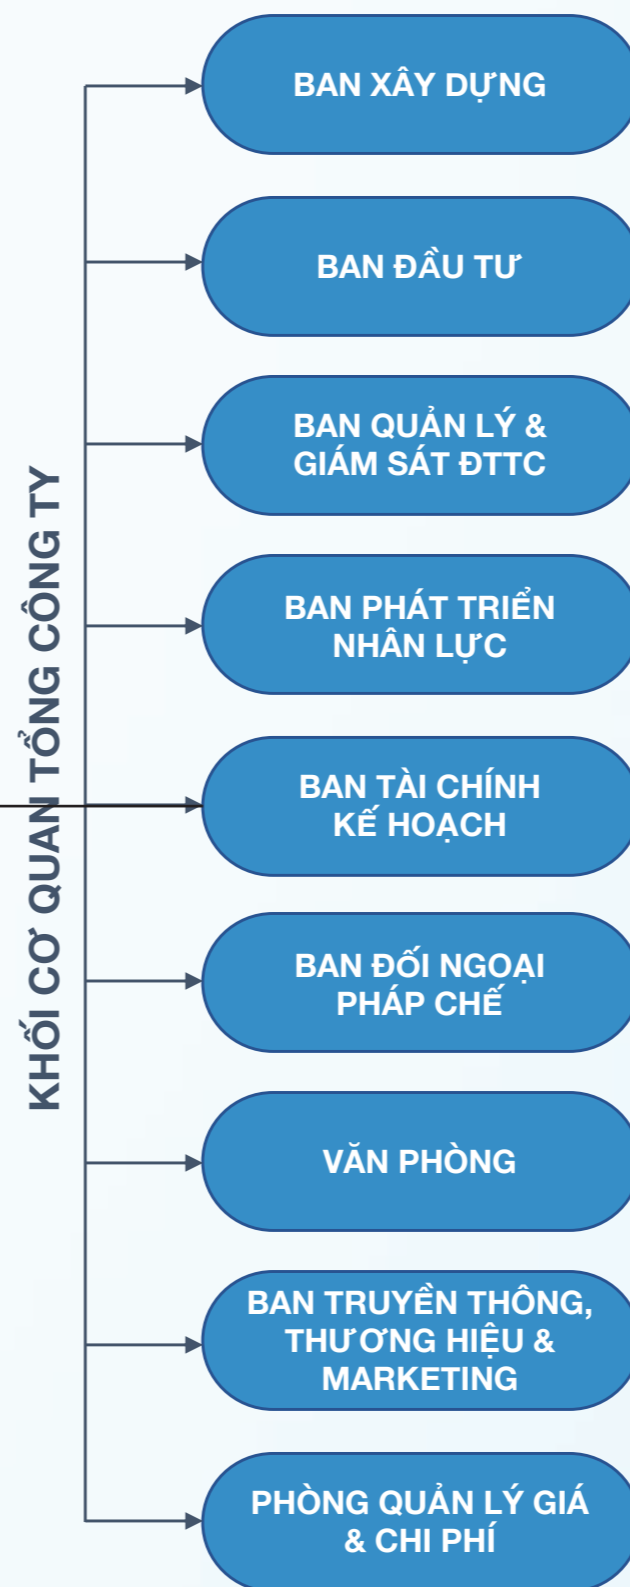 KHỐI CƠ QUAN TỔNG CÔNG TY
BAN XÂY DỰNG
BAN ĐẦU TƯ
BAN QUẢN LÝ &
GIÁM SÁT ĐTTC
BAN PHÁT TRIỂN
NHÂN LỰC
BAN TÀI CHÍNH
KẾ HOẠCH
BAN ĐỐI NGOẠI
PHÁP CHẾ
VĂN PHÒNG
BAN TRUYỀN THÔNG,
THƯƠNG HIỆU &
MARKETING
PHÒNG QUẢN LÝ GIÁ
& CHI PHÍ